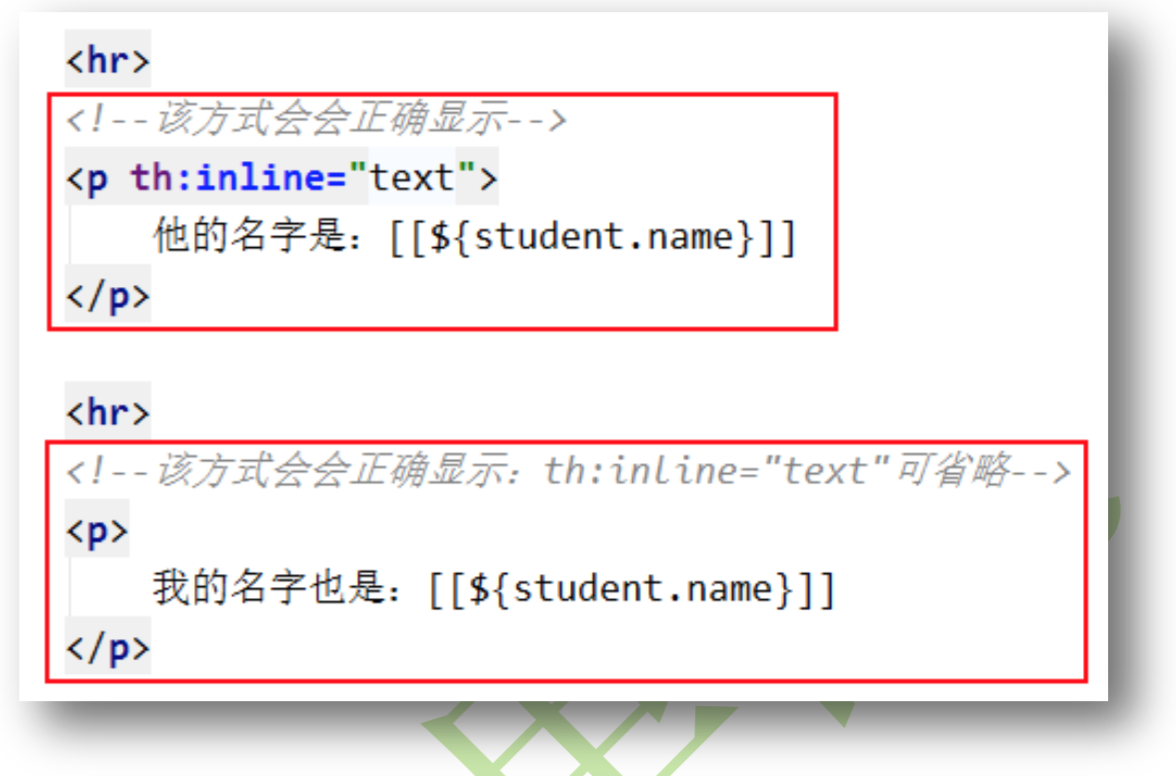 <hr>
<!--该方式会会正确显示-->
<p th:inline="text">
他的名字是：[[${student.name}]]
</p>
<hr>
<!--该方式会会正确显示：th:inline="text"可省略-->
<p>
我的名字也是：[[${student.name}]]
</p>